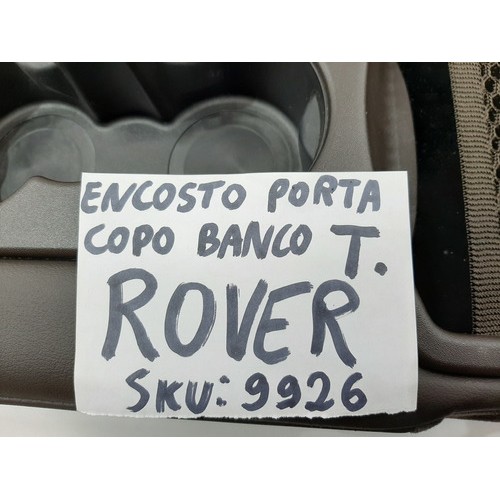 ENCOSTO PORTA
COPO BANCO T.
ROVER
SKU: 9926